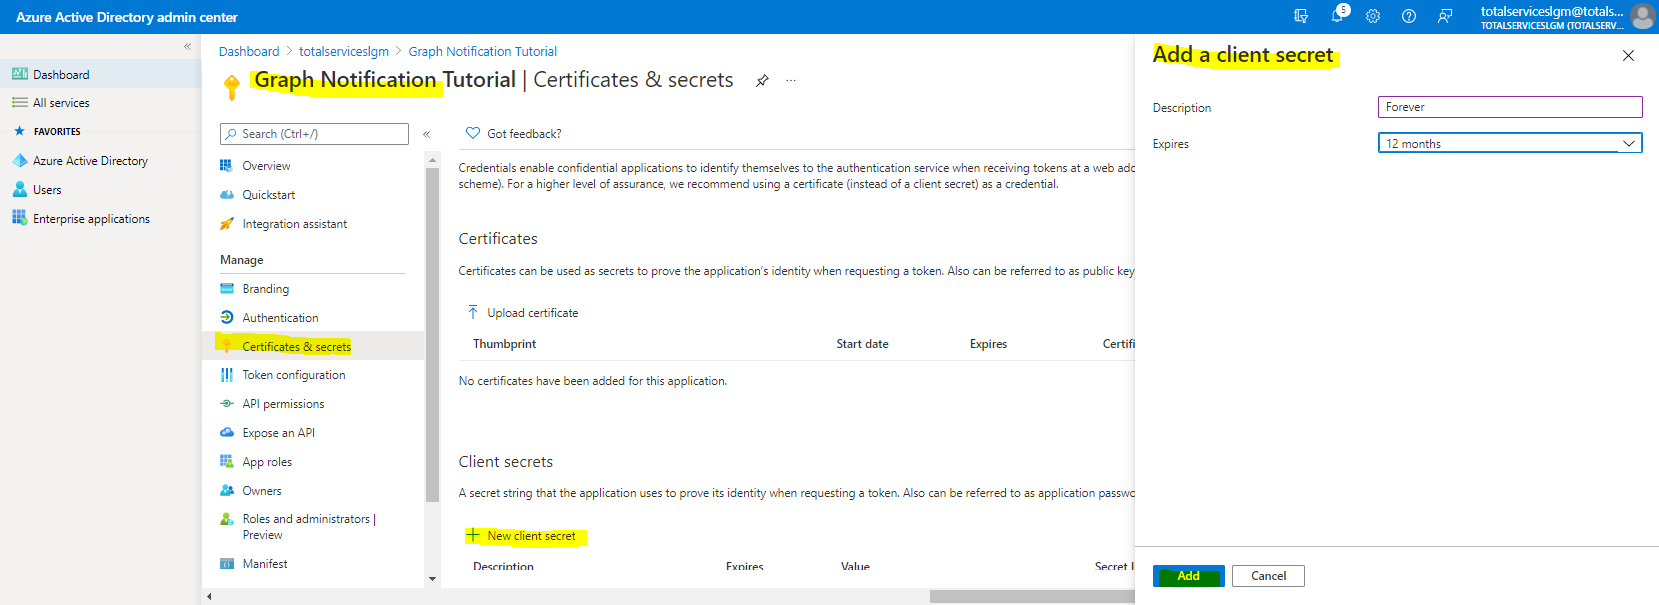 Azure Active Directory admin center
5
totalserviceslgm@totals...
TOTALSERVICESLGM (TOTALSERV...
«
Dashboard
All services
FAVORITES
Azure Active Directory
Users
Enterprise applications
Dashboard > totalserviceslgm > Graph Notification Tutorial
Graph Notification Tutorial | Certificates & secrets
...
Search (Ctrl+/)
«
Overview
Quickstart
Integration assistant
Manage
Branding
Authentication
Certificates & secrets
Token configuration
API permissions
Expose an API
App roles
Owners
Roles and administrators |
Preview
Manifest
Got feedback?
Credentials enable confidential applications to identify themselves to the authentication service when receiving tokens at a web add
scheme). For a higher level of assurance, we recommend using a certificate (instead of a client secret) as a credential.
Certificates
Certificates can be used as secrets to prove the application's identity when requesting a token. Also can be referred to as public key
Upload certificate
Thumbprint Start date Expires Certifi
No certificates have been added for this application.
Client secrets
A secret string that the application uses to prove its identity when requesting a token. Also can be referred to as application passwo
New client secret
Description Expires Value Secret I
Add a client secret
Description Forever
Expires 12 months
Add Cancel